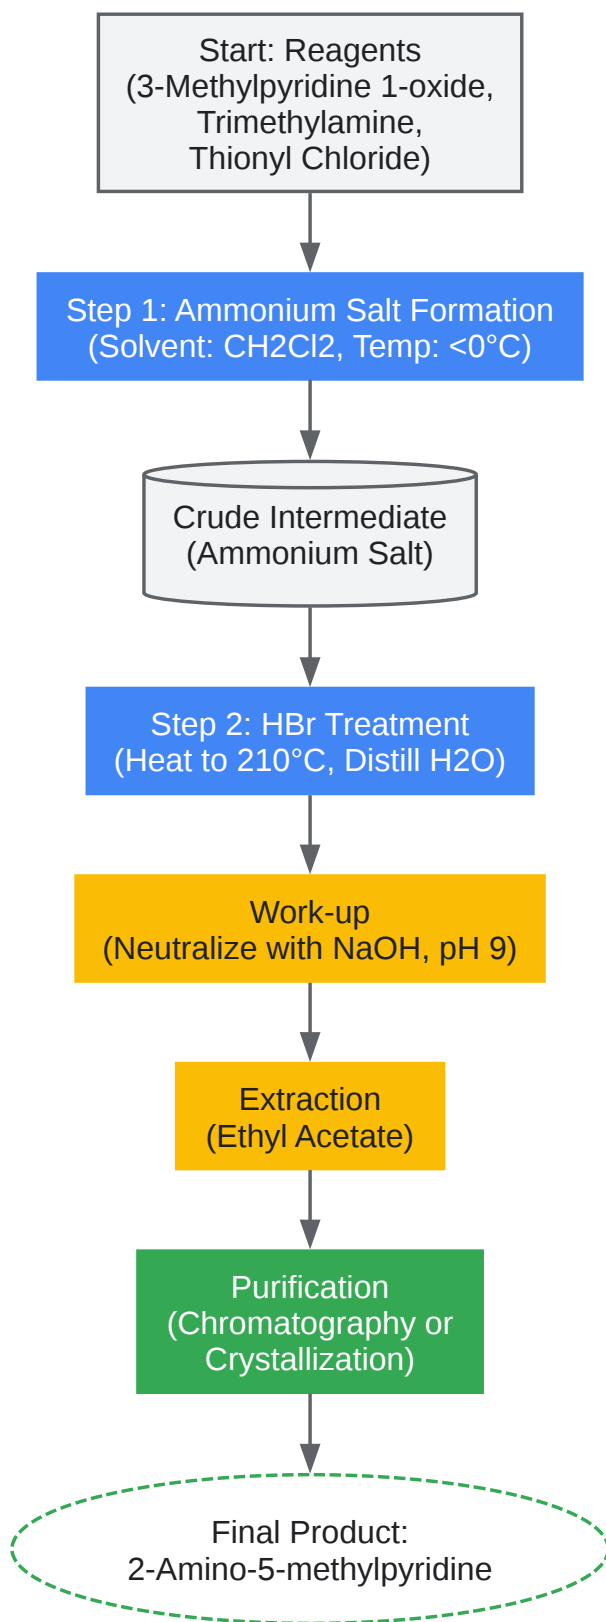 Start: Reagents
(3-Methylpyridine 1-oxide,
Trimethylamine,
Thionyl Chloride)
Step 1: Ammonium Salt Formation
(Solvent: CH2Cl2, Temp: <0°C)
Crude Intermediate
(Ammonium Salt)
Step 2: HBr Treatment
(Heat to 210°C, Distill H2O)
Work-up
(Neutralize with NaOH, pH 9)
Extraction
(Ethyl Acetate)
Purification
(Chromatography or
Crystallization)
Final Product:
2-Amino-5-methylpyridine